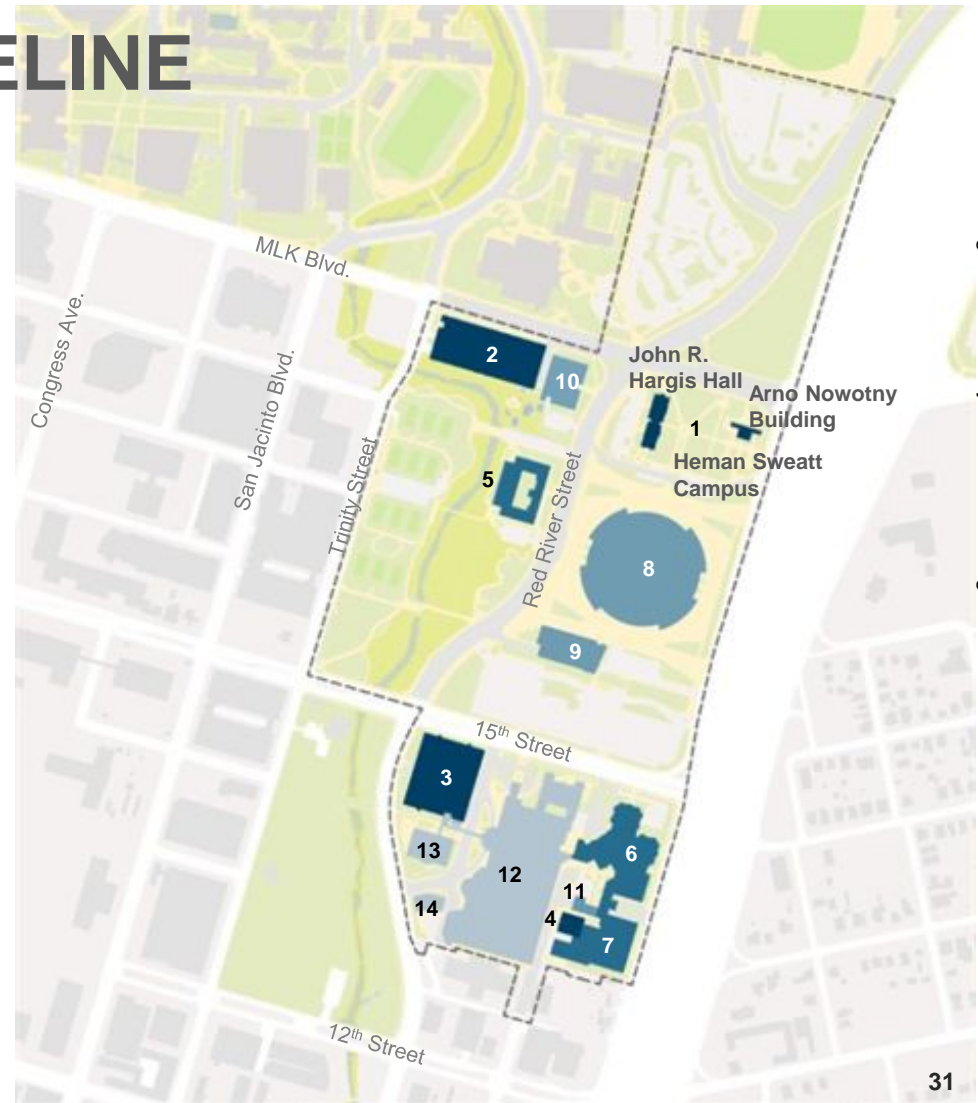 ELINE
MLK Blvd.
Congress Ave.
San Jacinto Blvd.
Trinity Street
Red River Street
2
10
John R.
Hargis Hall
Arno Nowotny
Building
1
Heman Sweatt
Campus
5
8
9
15th Street
3
13
12
6
11
14
4
7
12th Street
31